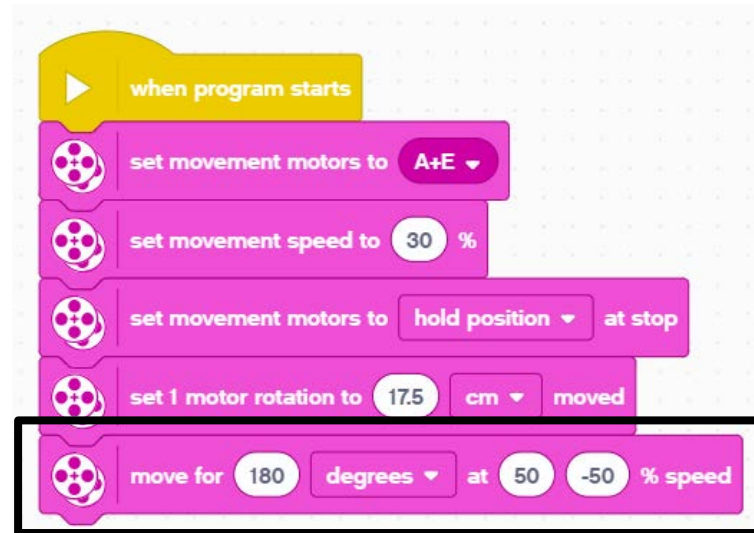 when program starts
set movement motors to A+E
set movement speed to 30 %
set movement motors to hold position at stop
set 1 motor rotation to 17.5 cm moved
move for 180 degrees at 50 -50 % speed